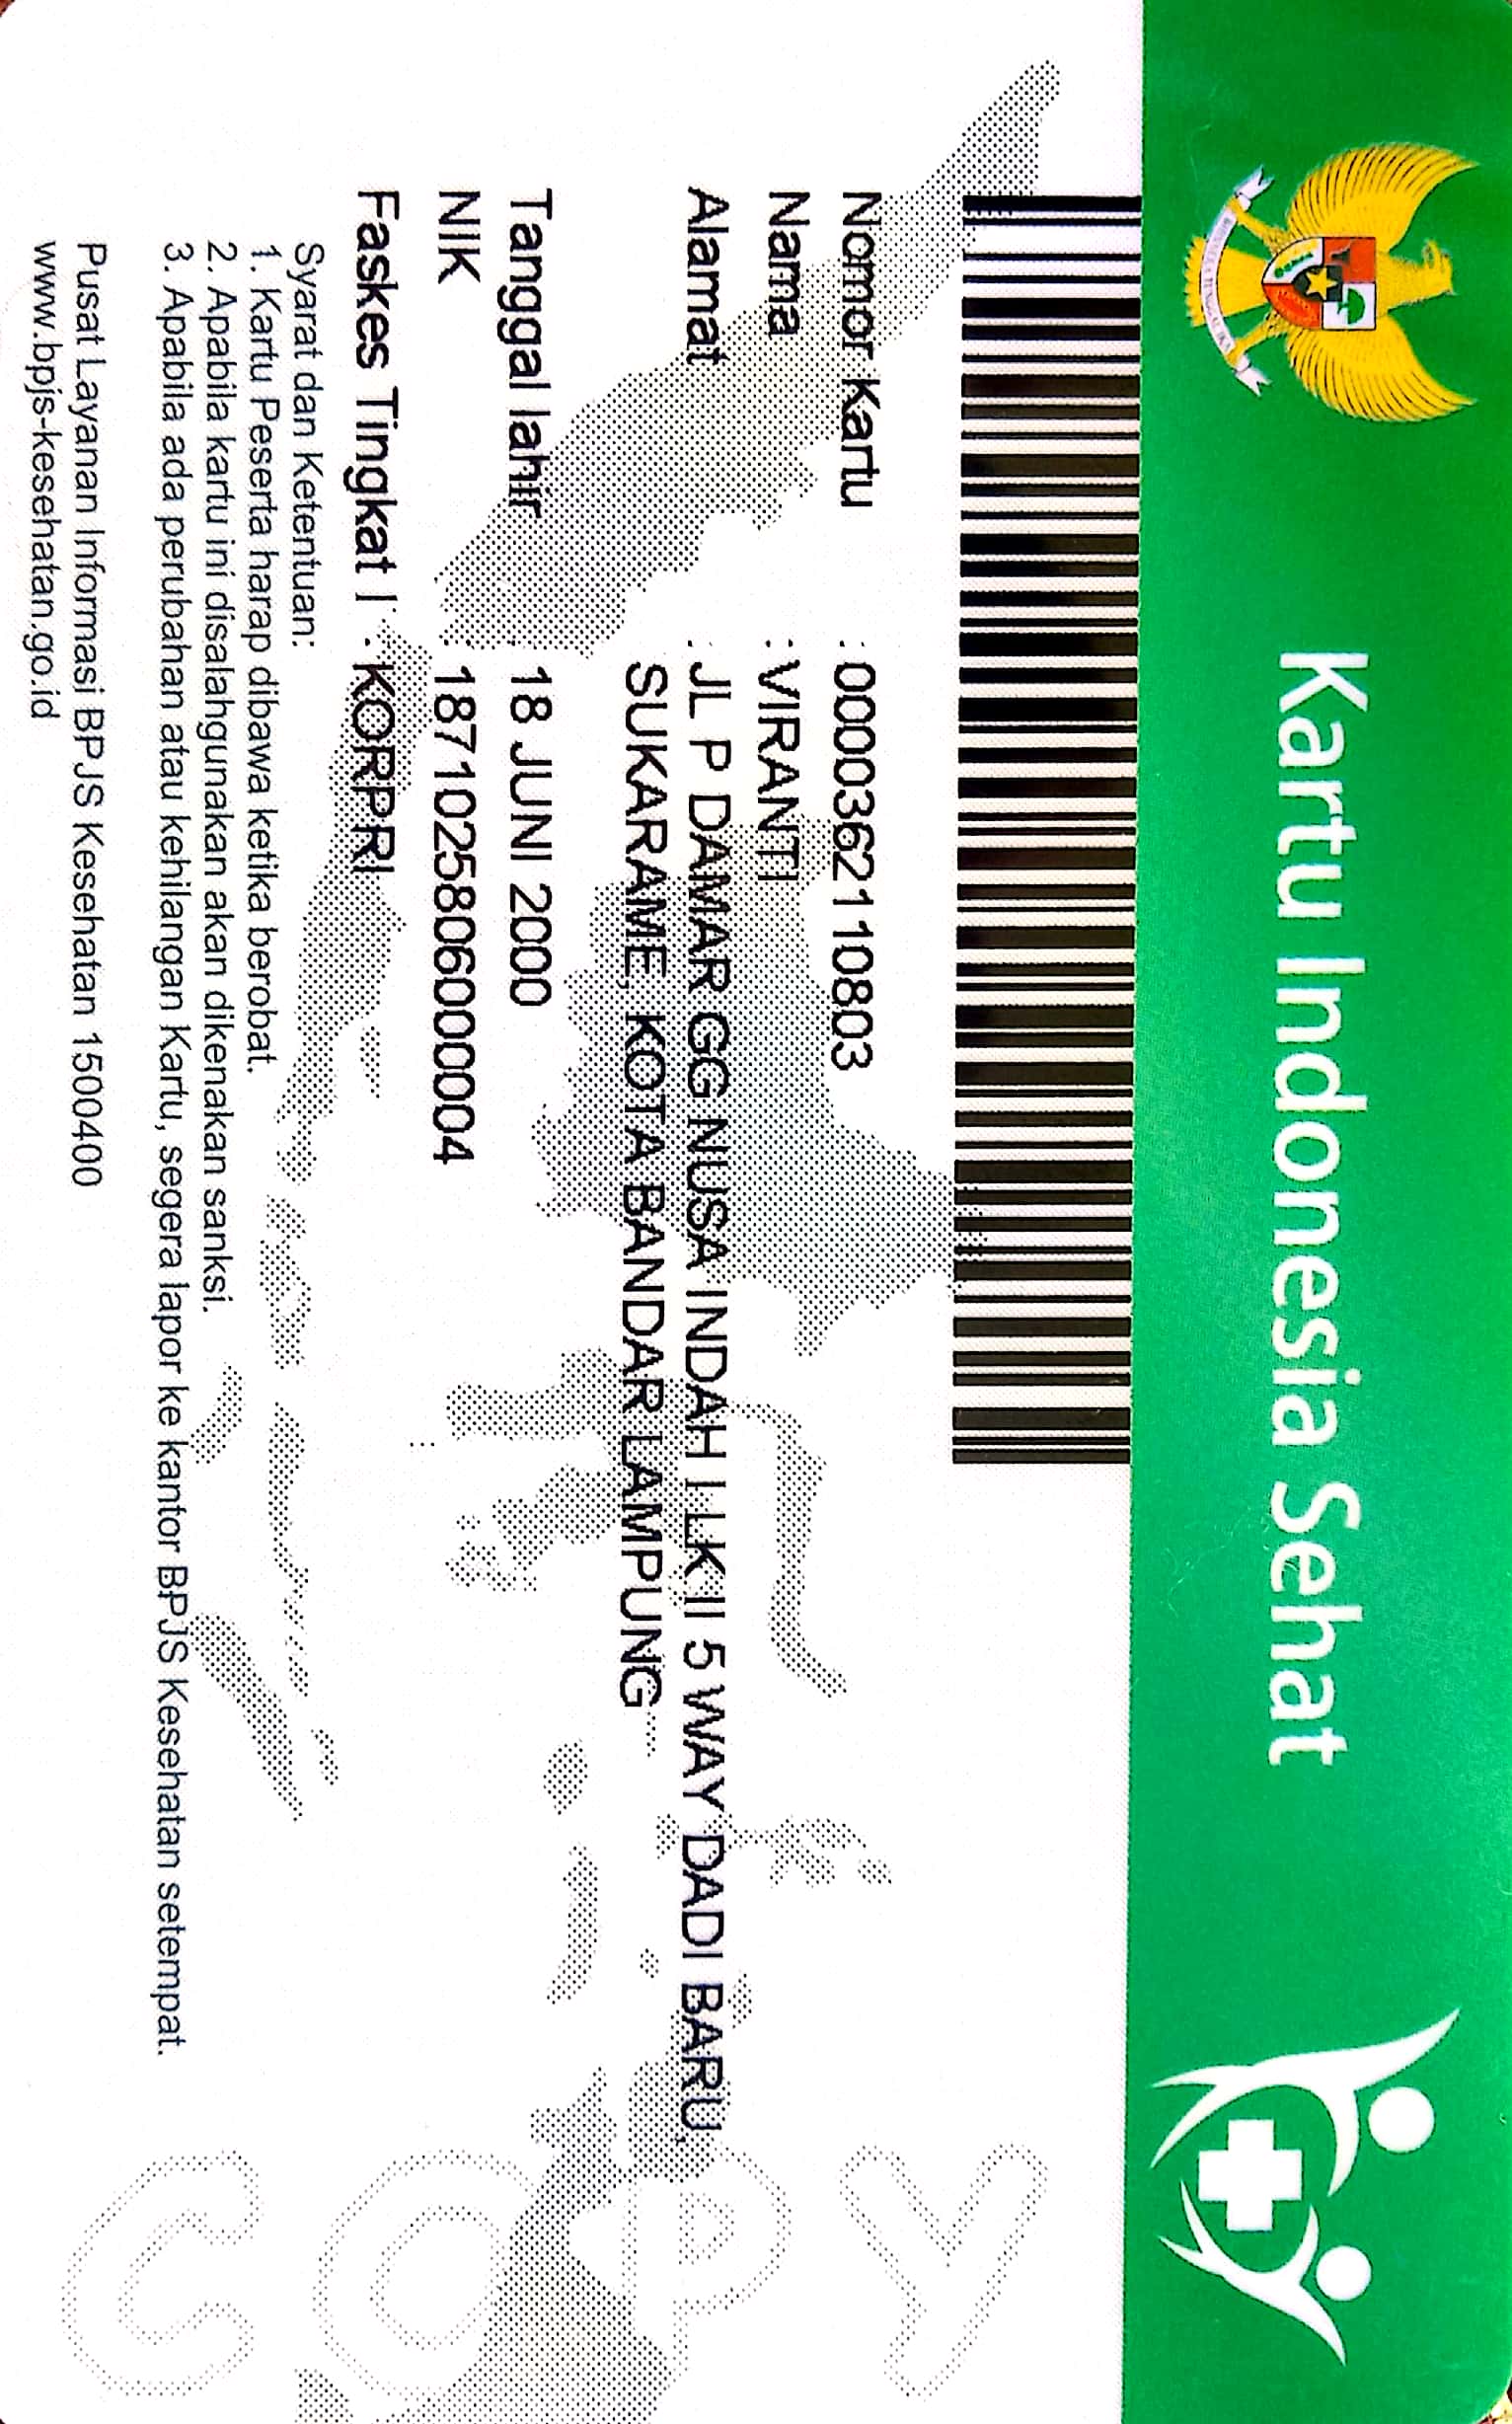 Kartu Indonesia Sehat
Nomor Kartu : 0000362110803
Nama : VIRANTI
Alamat : JL P DAMAR GG NUSA INDAH I LK II 5 WAY DADI BARU,
SUKARAME, KOTA BANDAR LAMPUNG
Tanggal lahir : 18 JUNI 2000
NIK : 1871025806000004
Faskes Tingkat I : KORPRI
Syarat dan Ketentuan:
1. Kartu Peserta harap dibawa ketika berobat.
2. Apabila kartu ini disalahgunakan akan dikenakan sanksi.
3. Apabila ada perubahan atau kehilangan Kartu, segera lapor ke kantor BPJS Kesehatan setempat.
Pusat Layanan Informasi BPJS Kesehatan 1500400
www.bpjs-kesehatan.go.id
COPY